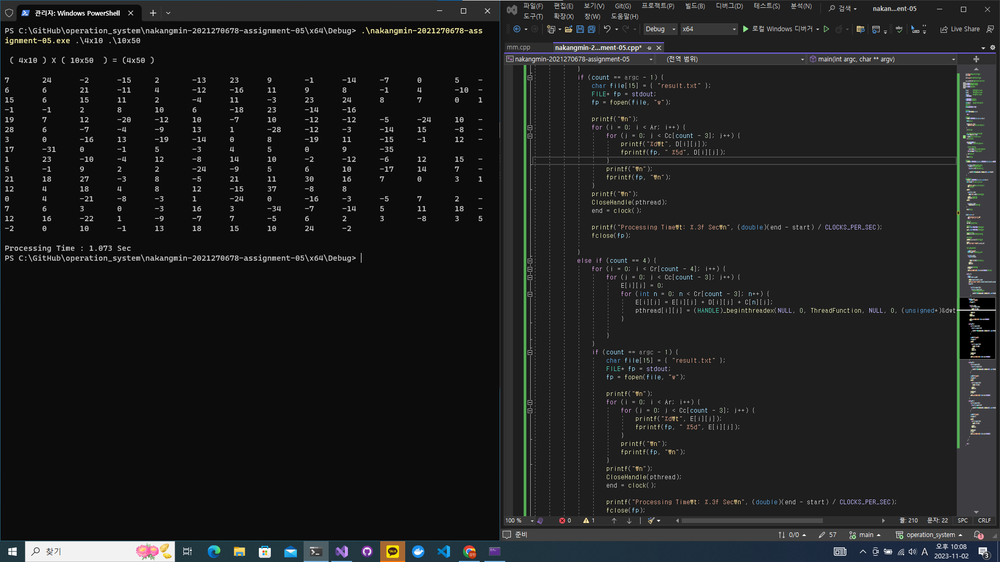 관리자: Windows PowerShell
PS C:\GitHub\operation_system\nakangmin-2021270678-assignment-05\x64\Debug> .\nakangmin-2021270678-ass
ignment-05.exe .\4x10 .\10x50
( 4x10 ) X ( 10x50  ) = (4x50 )
7 24 -2 -15 2 -13 23 9 -1 -14 -7 0 5 -
6 6 21 -11 4 -12 -16 11 9 8 -1 4 -10 -
15 6 15 11 2 -4 11 -3 23 24 8 7 0 1
-1 -1 2 8 10 6 -18 23 -14 -16
19 7 12 -20 -12 10 -7 10 -12 -12 -5 -24 10 -
28 6 -7 -4 -9 13 1 -28 -12 -3 -14 15 -8 -
3 0 -16 13 -19 -14 0 8 -19 11 -15 -1 12 -
17 -31 0 -1 5 -3 4 5 0 9 -35
1 23 -10 -4 12 -8 14 10 -2 -12 -6 12 15 -
5 -1 9 2 2 -24 -9 5 6 10 -17 14 7 -
21 18 27 -3 8 -5 21 11 30 16 7 0 3 1
12 4 18 4 8 12 -15 37 -8 8
0 4 -21 -8 -3 1 -24 0 -16 -3 -5 7 2 -
7 6 3 0 -3 16 3 -34 -7 -14 5 11 18 -
12 16 -22 1 -9 -7 7 -5 6 2 3 -8 3 5
-2 0 10 -1 13 18 15 10 24 -2
Processing Time : 1.073 Sec
PS C:\GitHub\operation_system\nakangmin-2021270678-assignment-05\x64\Debug>
파일(F) 편집(E) 보기(V) Git(G) 프로젝트(P) 빌드(B) 디버그(D) 테스트(S) 분석(N) 검색 nakan...ent-05
도구(T) 확장(X) 창(W) 도움말(H)
Debug x64 로컬 Windows 디버거 Live Share
mm.cpp nakangmin-2...ment-05.cpp*
nakangmin-2021270678-assignment-05 (전역 범위) main(int argc, char ** argv)
}
if (count == argc - 1) {
char file[15] = { "result.txt" };
FILE* fp = stdout;
fp = fopen(file, "w");
printf("₩n");
for (i = 0; i < Ar; i++) {
for (j = 0; j < Cc[count - 3]; j++) {
printf("%d₩t", D[i][j]);
fprintf(fp, " %5d", D[i][j]);
}
printf("₩n");
fprintf(fp, "₩n");
}
printf("₩n");
CloseHandle(pthread);
end = clock();
printf("Processing Time₩t: %.3f Sec₩n", (double)(end - start) / CLOCKS_PER_SEC);
fclose(fp);
}
else if (count == 4) {
for (i = 0; i < Cr[count - 4]; i++) {
for (j = 0; j < Cc[count - 3]; j++) {
E[i][j] = 0;
for (int n = 0; n < Cr[count - 3]; n++) {
E[i][j] = E[i][j] + D[i][j] * C[n][j];
pthread[i][j] = (HANDLE)_beginthreadex(NULL, 0, ThreadFunction, NULL, 0, (unsigned*)&dwt
}
}
}
if (count == argc - 1) {
char file[15] = { "result.txt" };
FILE* fp = stdout;
fp = fopen(file, "w");
printf("₩n");
for (i = 0; i < Ar; i++) {
for (j = 0; j < Cc[count - 3]; j++) {
printf("%d₩t", E[i][j]);
fprintf(fp, " %5d", E[i][j]);
}
printf("₩n");
fprintf(fp, "₩n");
}
printf("₩n");
CloseHandle(pthread);
end = clock();
printf("Processing Time₩t: %.3f Sec₩n", (double)(end - start) / CLOCKS_PER_SEC);
fclose(fp);
100 % 0 1 줄: 210 문자: 22 SPC CRLF
준비 0/0 57 main operation_system 1
찾기 TALK A 오후 10:08
2023-11-02 3